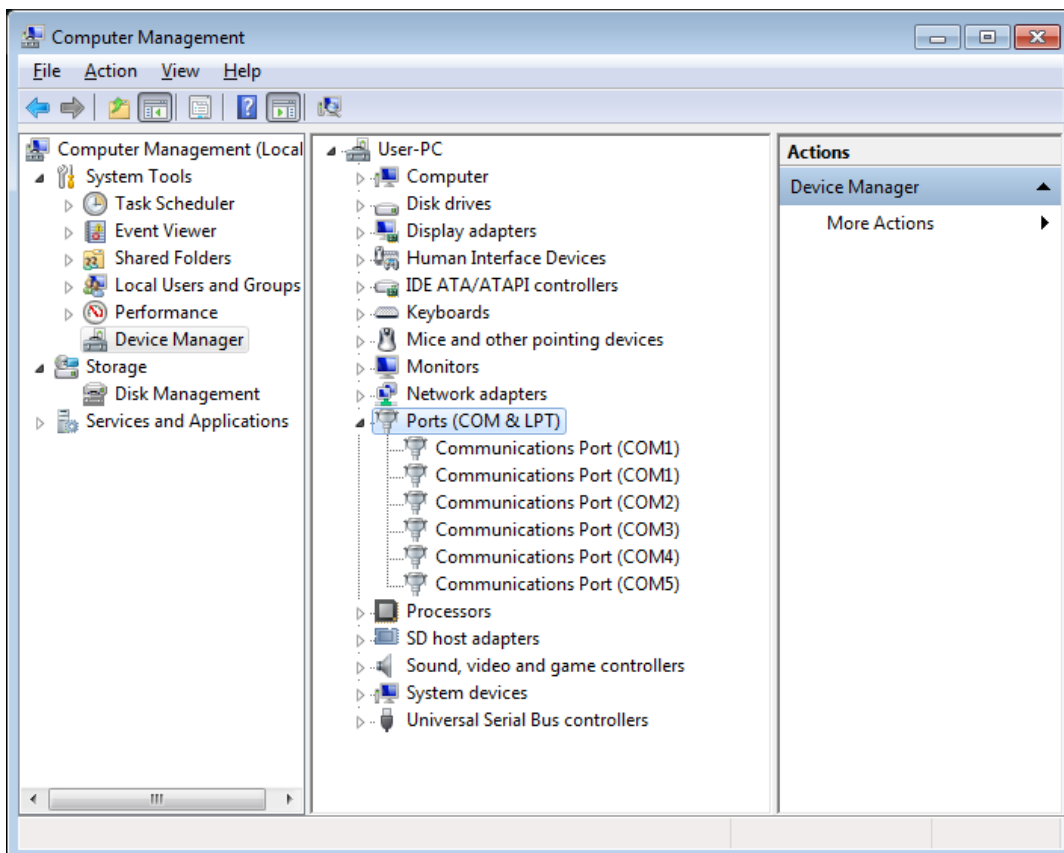 Computer Management
File Action View Help
Computer Management (Local
System Tools
Task Scheduler
Event Viewer
Shared Folders
Local Users and Groups
Performance
Device Manager
Storage
Disk Management
Services and Applications
User-PC
Computer
Disk drives
Display adapters
Human Interface Devices
IDE ATA/ATAPI controllers
Keyboards
Mice and other pointing devices
Monitors
Network adapters
Ports (COM & LPT)
Communications Port (COM1)
Communications Port (COM1)
Communications Port (COM2)
Communications Port (COM3)
Communications Port (COM4)
Communications Port (COM5)
Processors
SD host adapters
Sound, video and game controllers
System devices
Universal Serial Bus controllers
Actions
Device Manager
More Actions